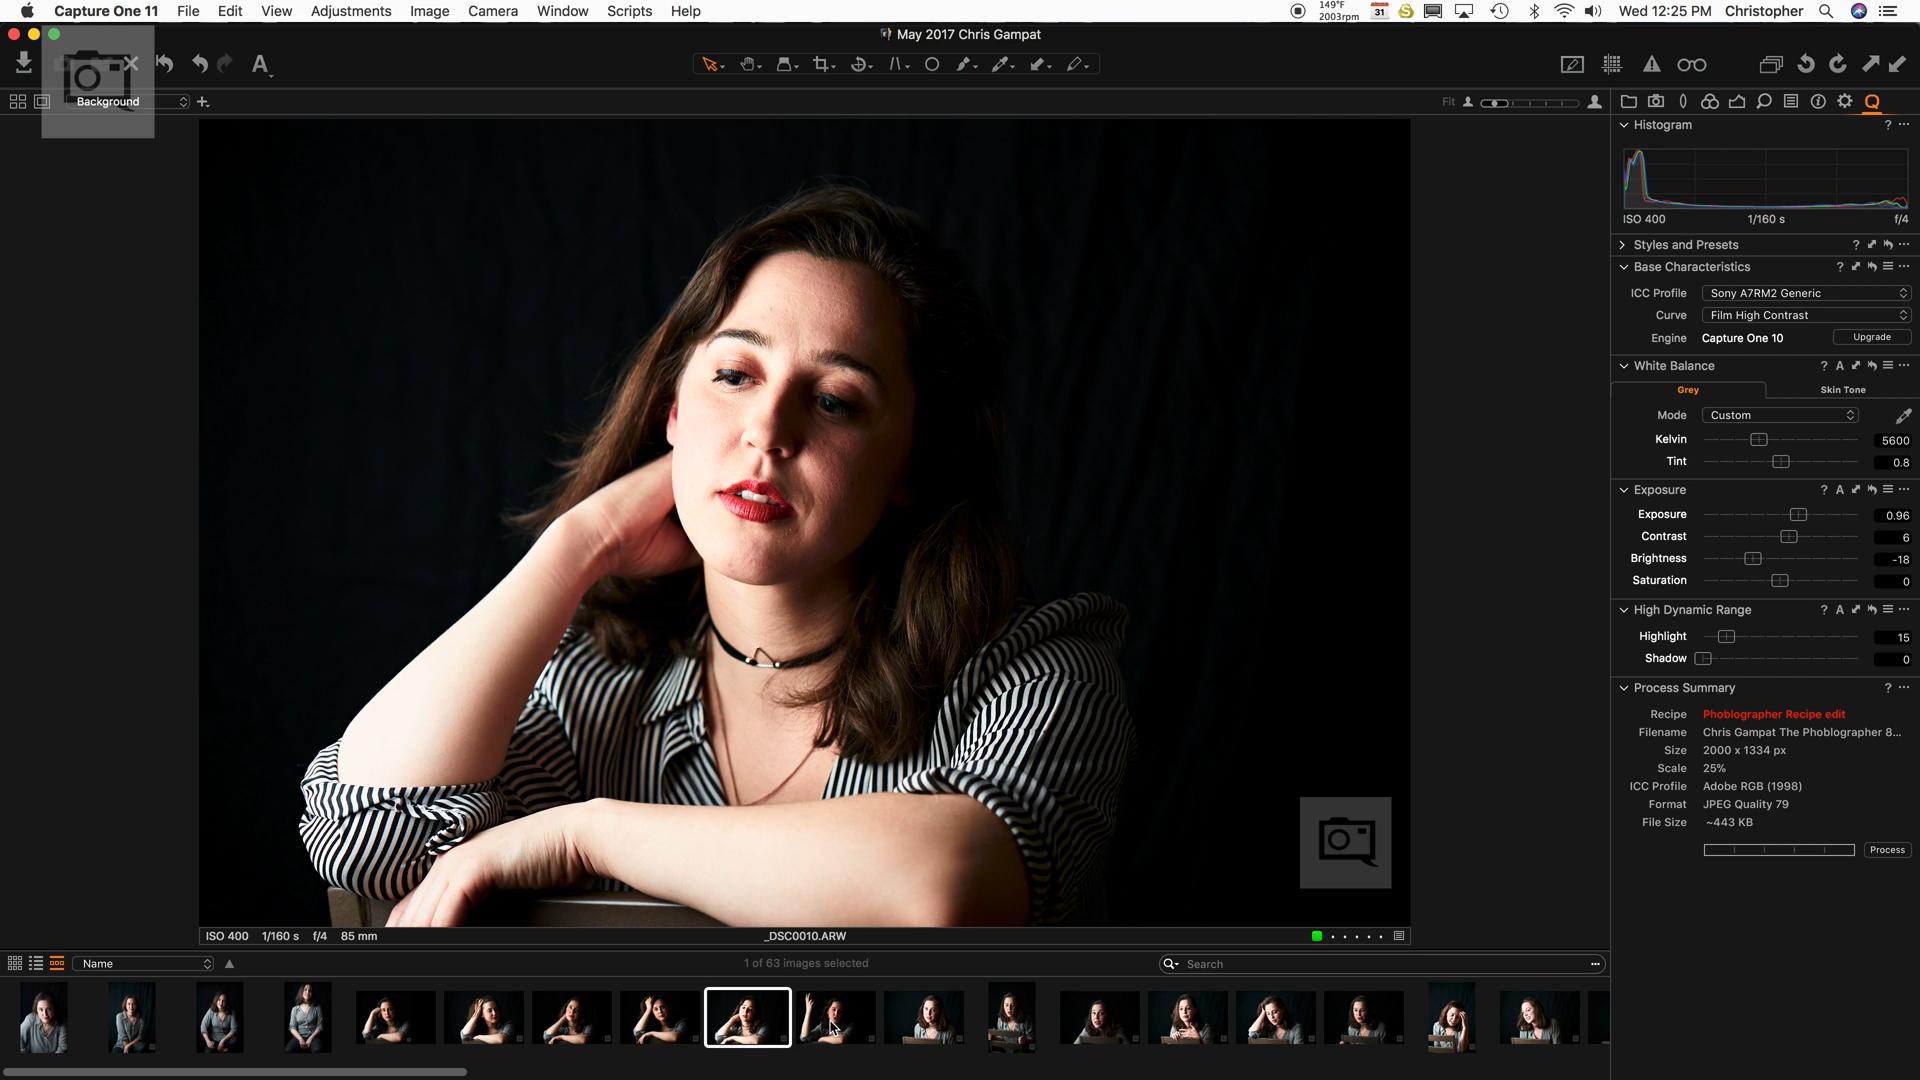 Capture One 11 File Edit View Adjustments Image Camera Window Scripts Help
149°F
2003rpm
31
S
Wed 12:25 PM Christopher
May 2017 Chris Gampat
A
Background
Fit
Histogram ?
ISO 400 1/160 s f/4
Styles and Presets ?
Base Characteristics ?
ICC Profile Sony A7RM2 Generic
Curve Film High Contrast
Engine Capture One 10 Upgrade
White Balance ? A
Grey Skin Tone
Mode Custom
Kelvin 5600
Tint 0.8
Exposure ? A
Exposure 0.96
Contrast 6
Brightness -18
Saturation 0
High Dynamic Range ? A
Highlight 15
Shadow 0
Process Summary ?
Recipe Phoblographer Recipe edit
Filename Chris Gampat The Phoblographer 8...
Size 2000 x 1334 px
Scale 25%
ICC Profile Adobe RGB (1998)
Format JPEG Quality 79
File Size ~443 KB
Process
ISO 400 1/160 s f/4 85 mm _DSC0010.ARW
Name 1 of 63 images selected Search